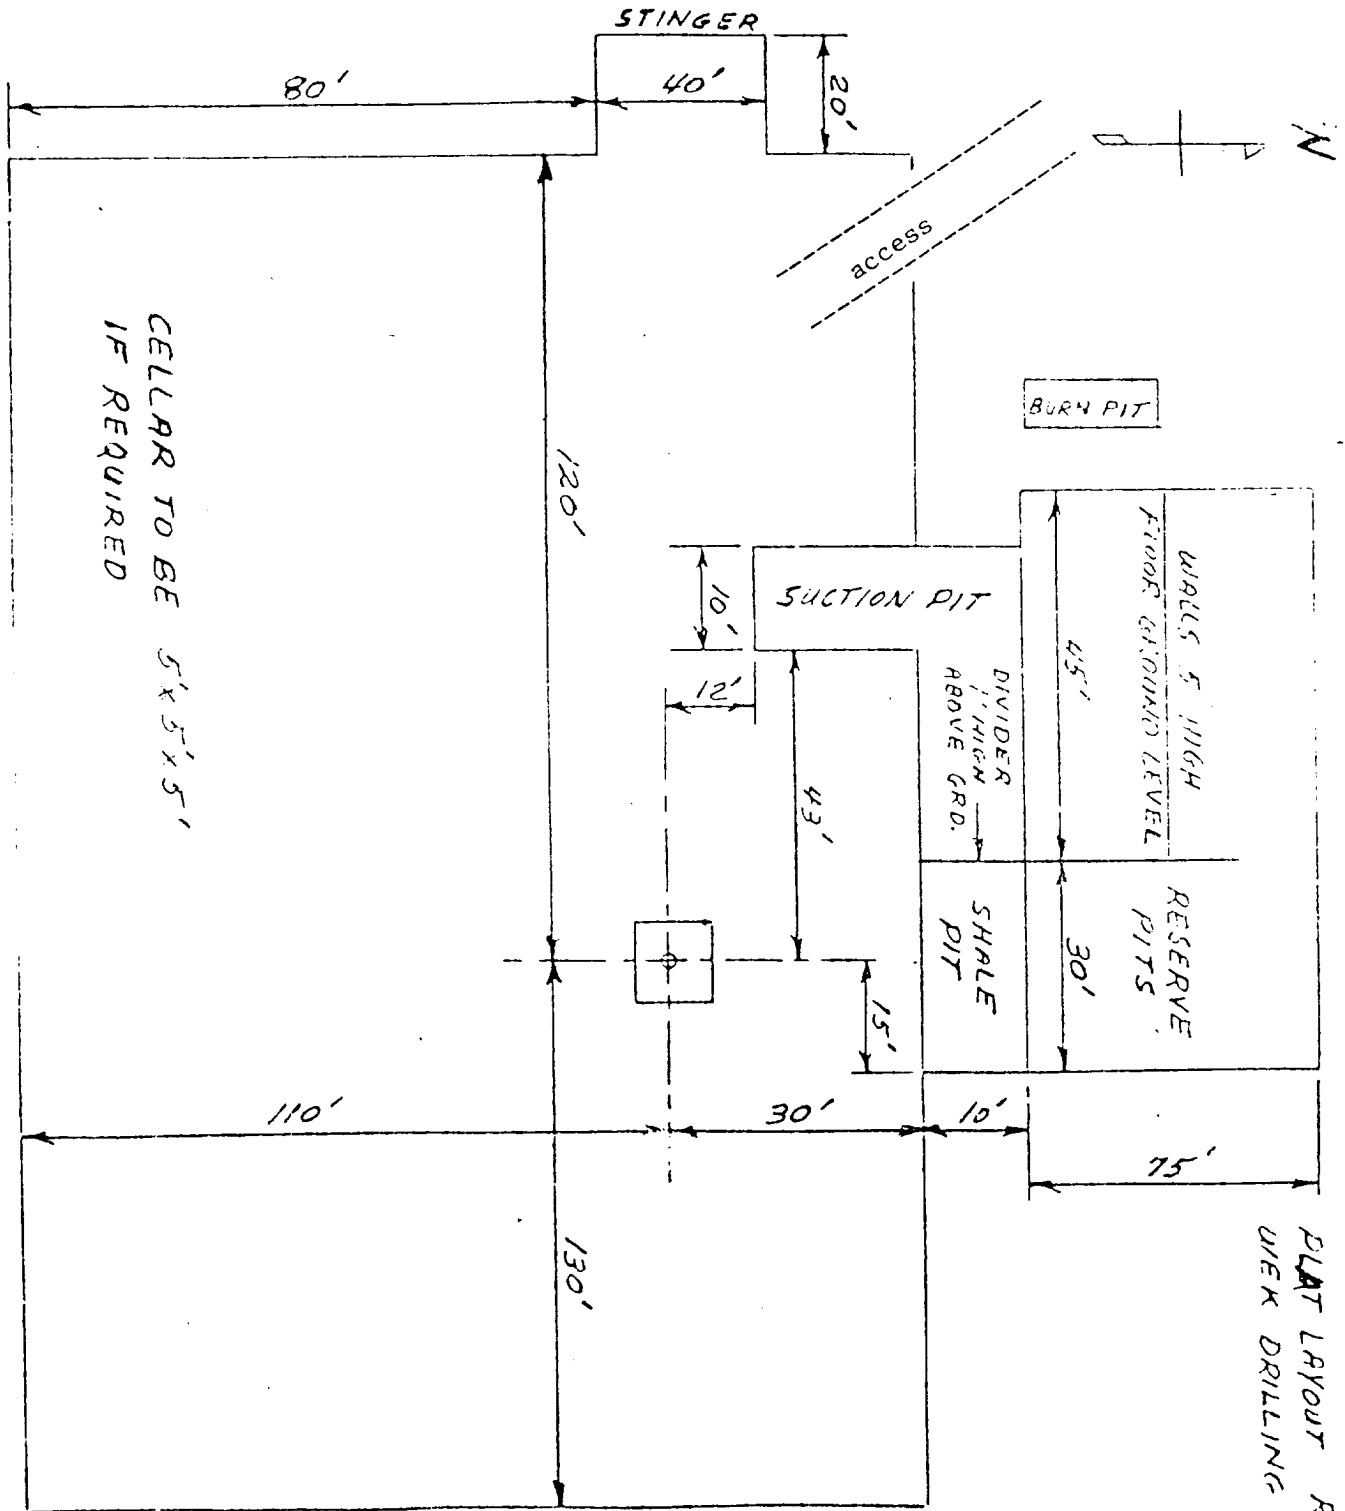 STINGER
80'
40'
20'
N
access
BURN PIT
CELLAR TO BE 5'x5'x5'
IF REQUIRED
120'
10'
SUCTION PIT
12'
43'
DIVIDER
1' HIGH
ABOVE GRD.
WALLS 5' HIGH
FLOOR GROUND LEVEL
45'
RESERVE
PITS
30'
SHALE
PIT
15'
110'
30'
10'
75'
130'
PLAT LAYOUT
WEK DRILLING